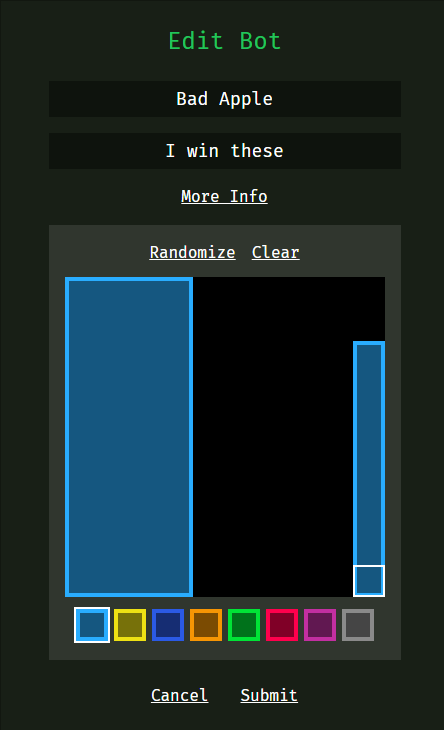 Edit Bot
Bad Apple
I win these
More Info
Randomize Clear
Cancel Submit